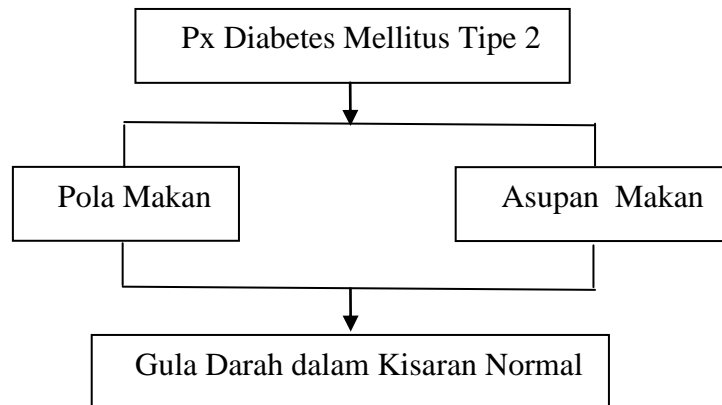 Px Diabetes Mellitus Tipe 2
Pola Makan
Asupan Makan
Gula Darah dalam Kisaran Normal